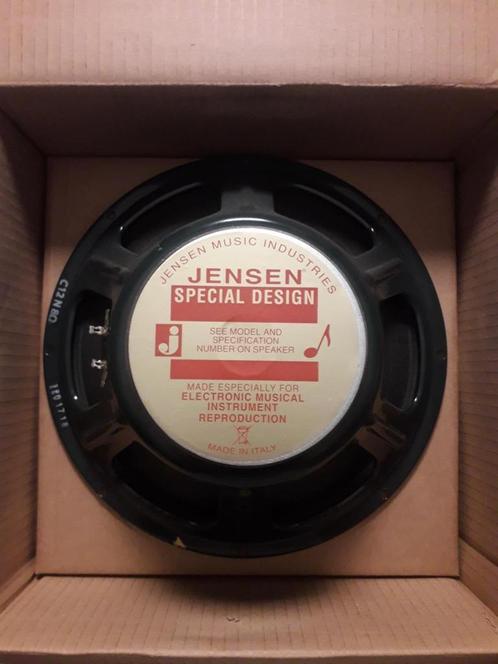 JENSEN MUSIC INDUSTRIES
JENSEN®
SPECIAL DESIGN
j
SEE MODEL AND
SPECIFICATION
NUMBER ON SPEAKER
MADE ESPECIALLY FOR
ELECTRONIC MUSICAL
INSTRUMENT
REPRODUCTION
MADE IN ITALY
C12N8O